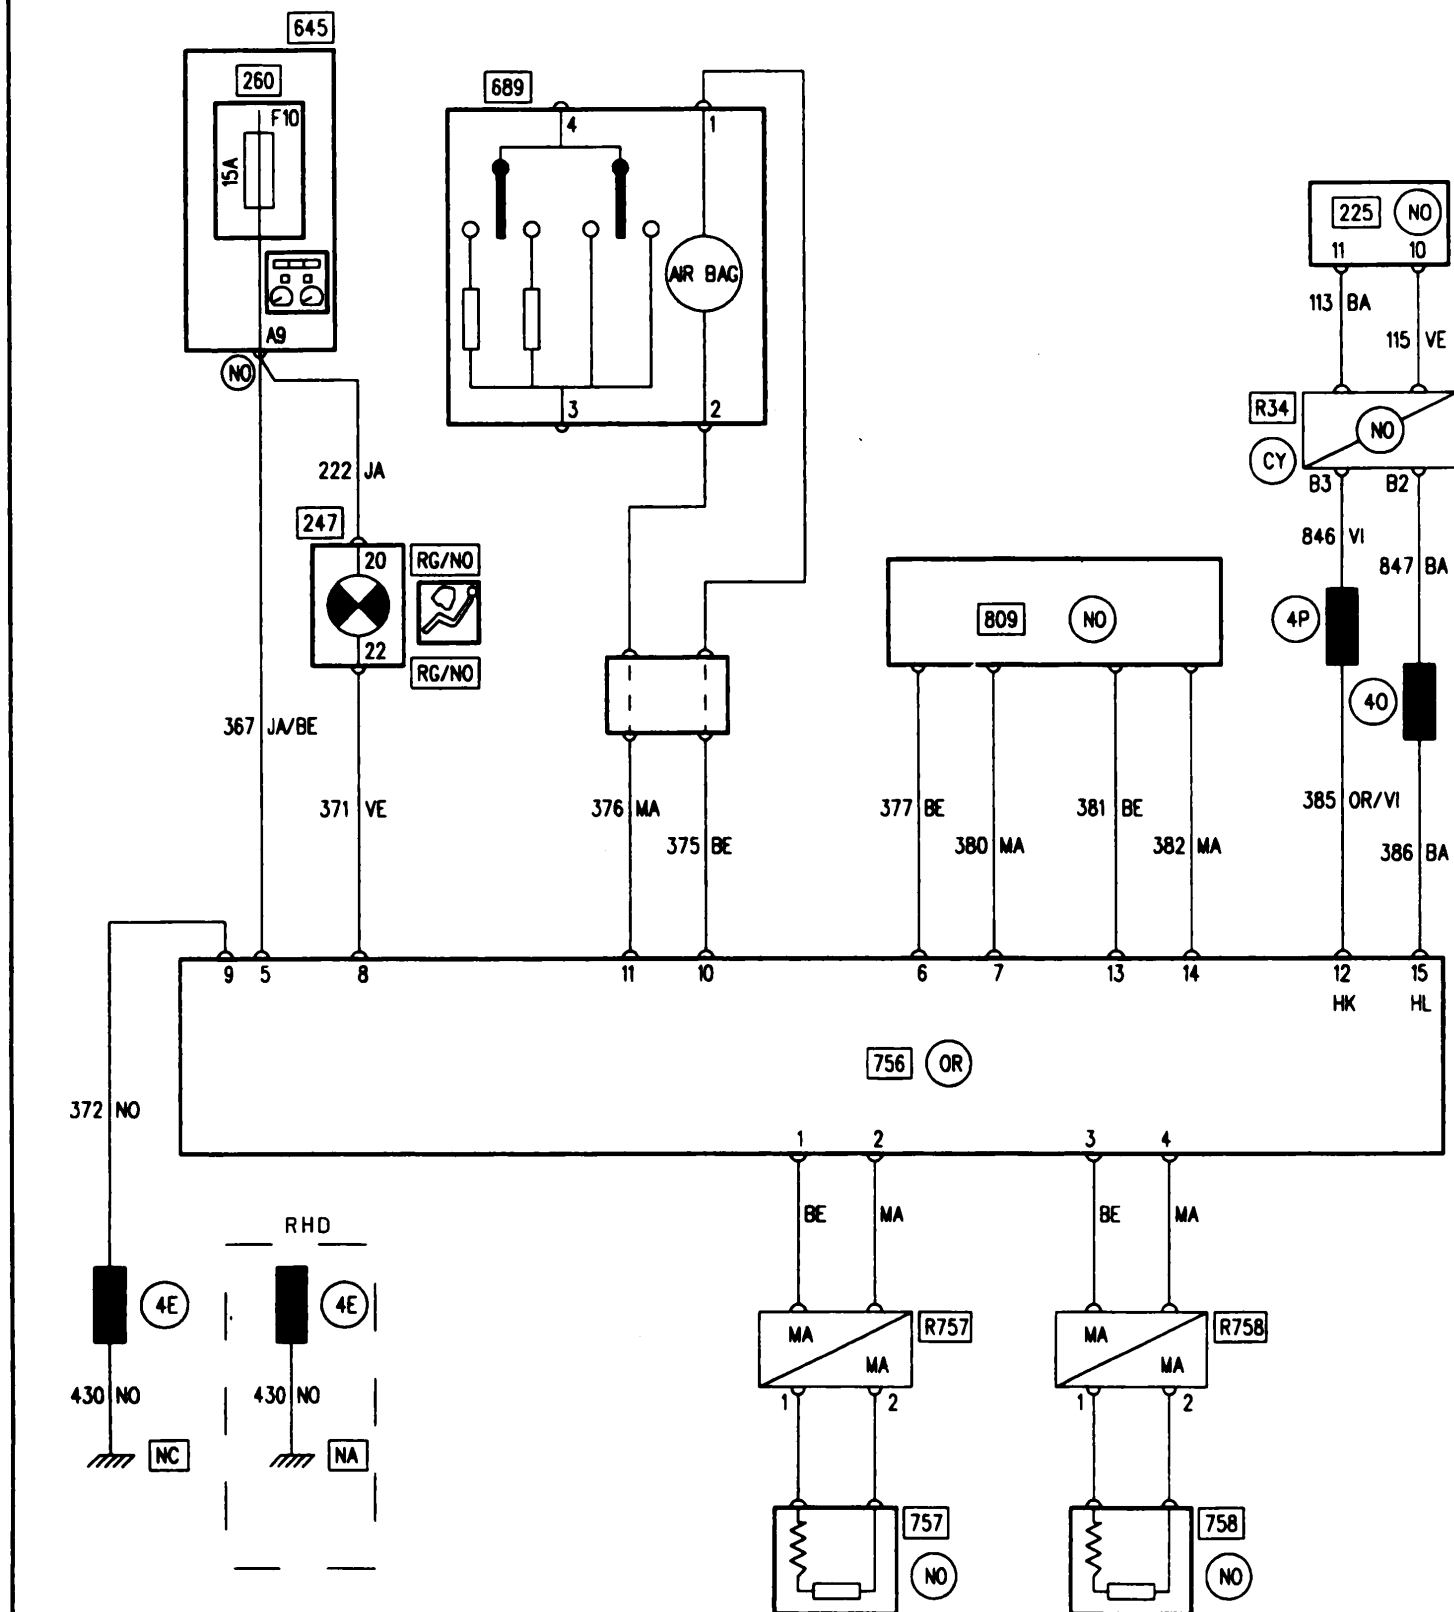 645
260
F10
15A
A9
NO
689
4
1
AIR BAG
3
2
225
NO
11
10
113 BA
115 VE
R34
NO
CY
B3
B2
846 VI
847 BA
222 JA
247
20
RG/NO
22
RG/NO
809
NO
4P
40
367 JA/BE
371 VE
376 MA
375 BE
377 BE
380 MA
381 BE
382 MA
385 OR/VI
386 BA
9
5
8
11
10
6
7
13
14
12
15
HK
HL
756
OR
372 NO
1
2
3
4
BE
MA
BE
MA
RHD
4E
4E
MA
MA
R757
MA
MA
R758
1
2
1
2
430 NO
430 NO
NC
NA
757
NO
758
NO